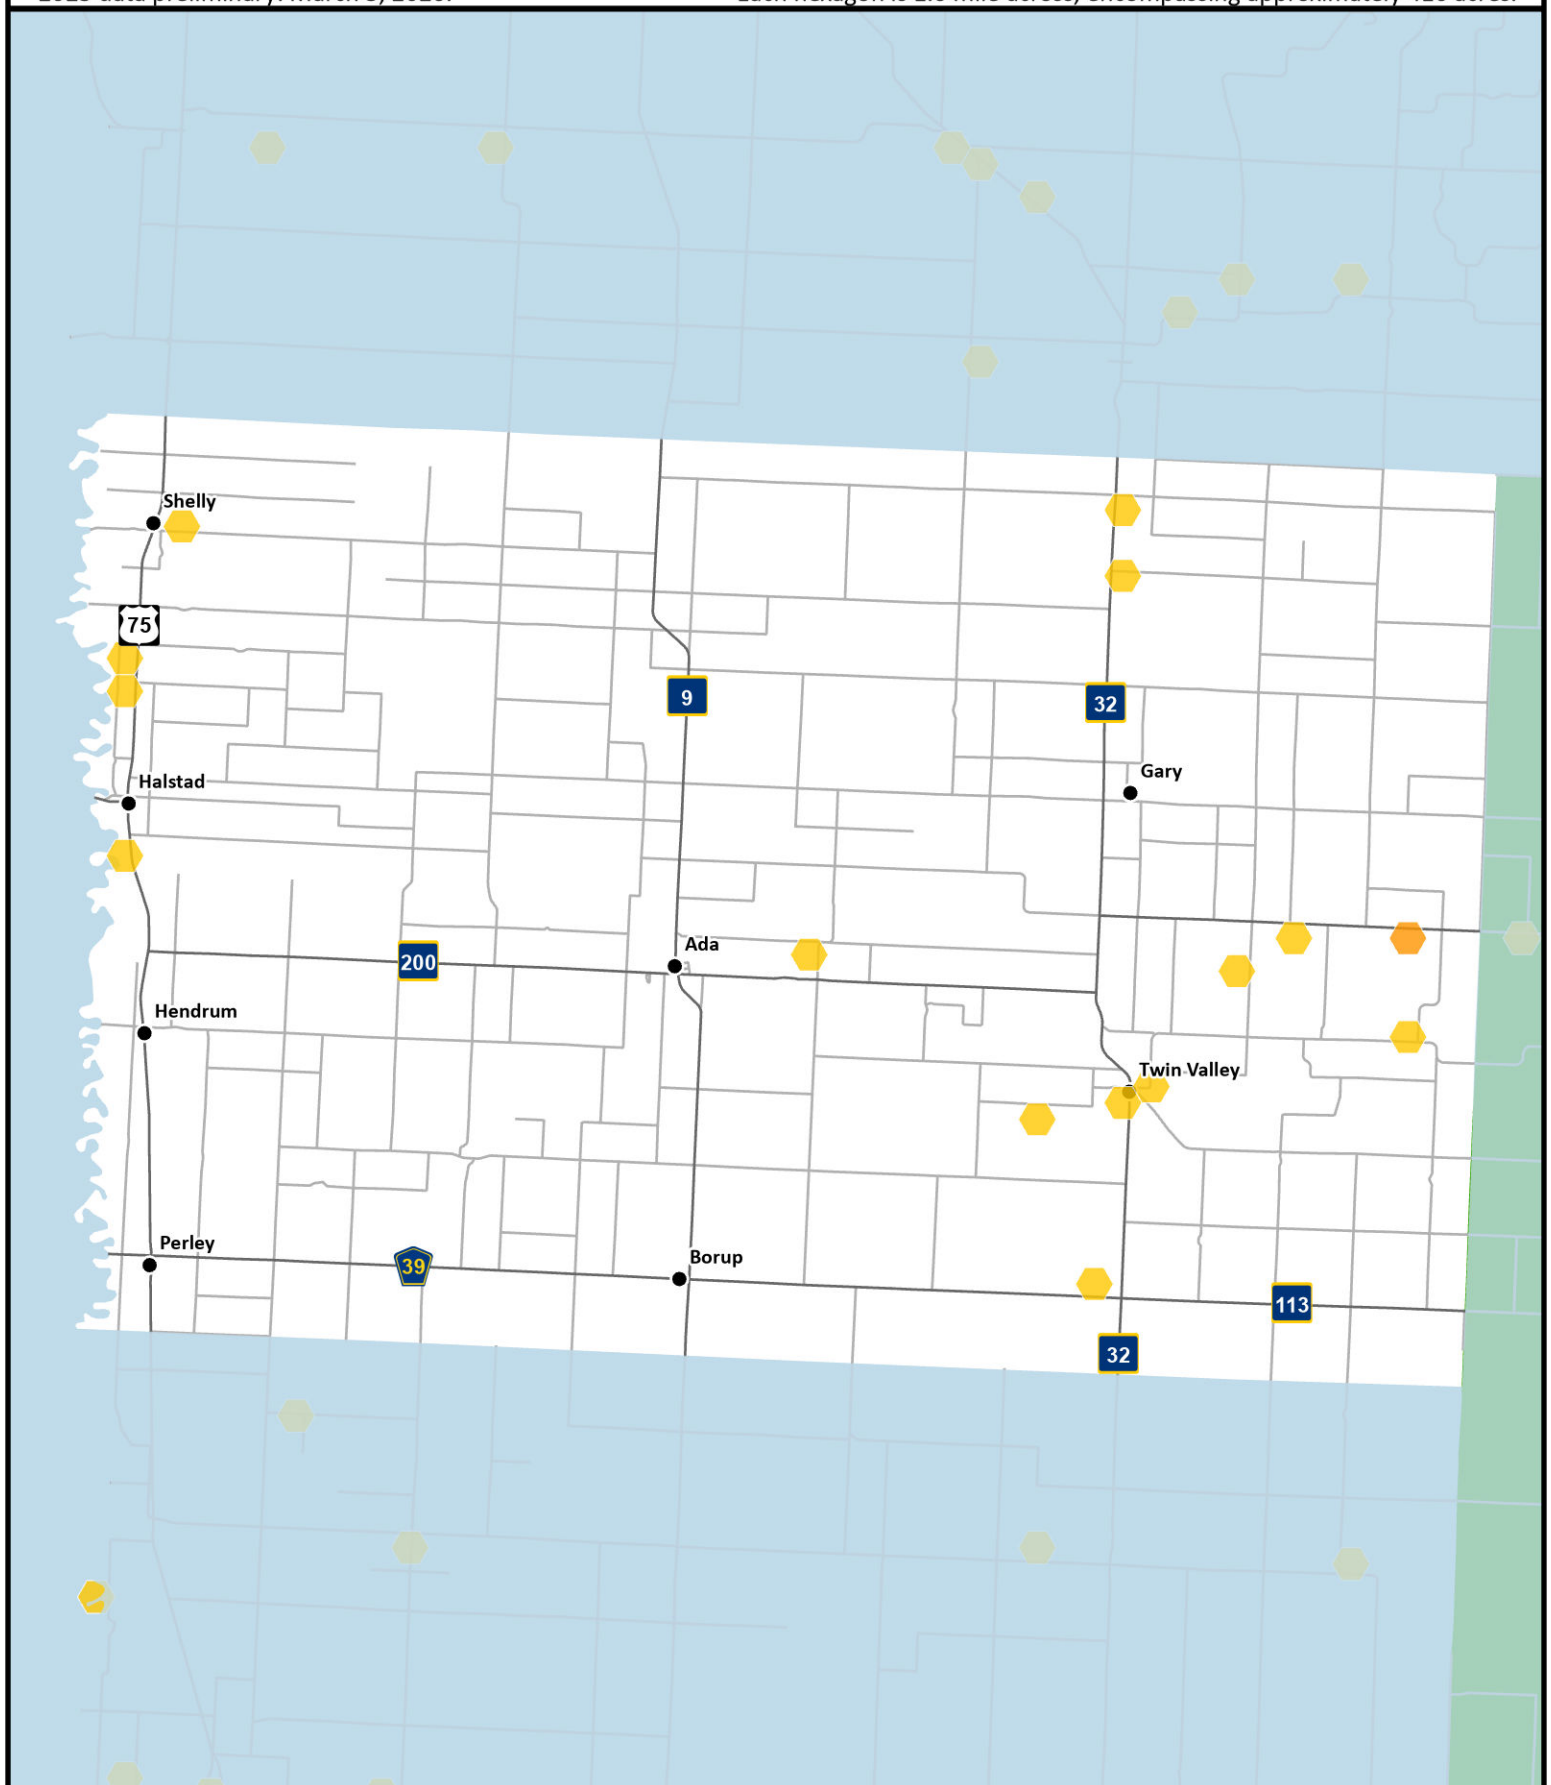 Shelly
75
9
32
Gary
Halstad
Ada
200
Hendrum
Twin Valley
Perley
39
Borup
113
32